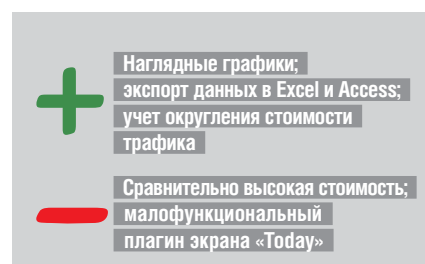 Наглядные графики;
экспорт данных в Excel и Access;
учет округления стоимости
трафика
Сравнительно высокая стоимость;
малофункциональный
плагин экрана «Today»